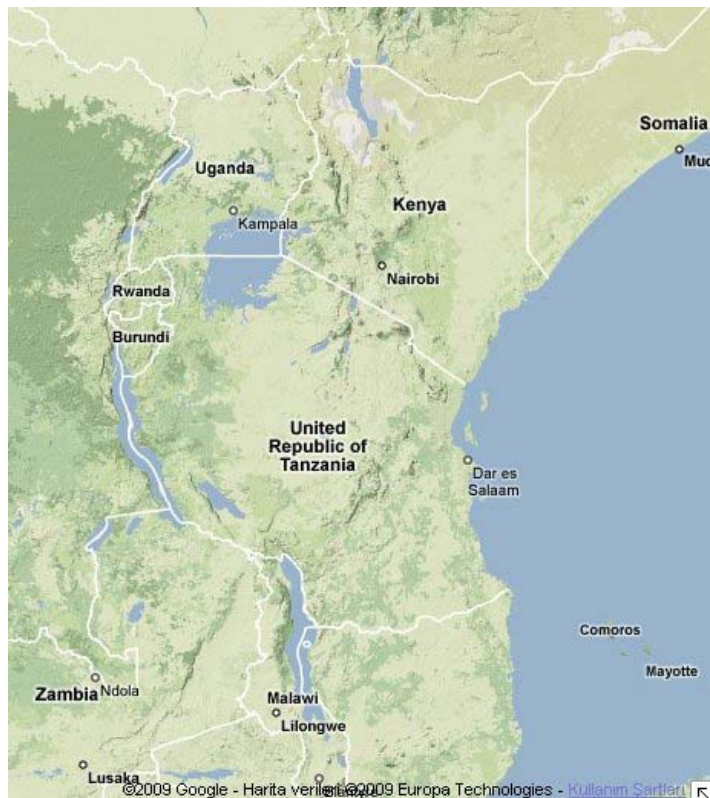 Somalia
Uganda
Kenya
Kampala
Nairobi
Rwanda
Burundi
United
Republic of
Tanzania
Dar es
Salaam
Comoros
Mayotte
Zambia
Ndola
Malawi
Lilongwe
Lusaka
©2009 Google - Harita verileri ©2009 Europa Technologies - Kullanım Şartları